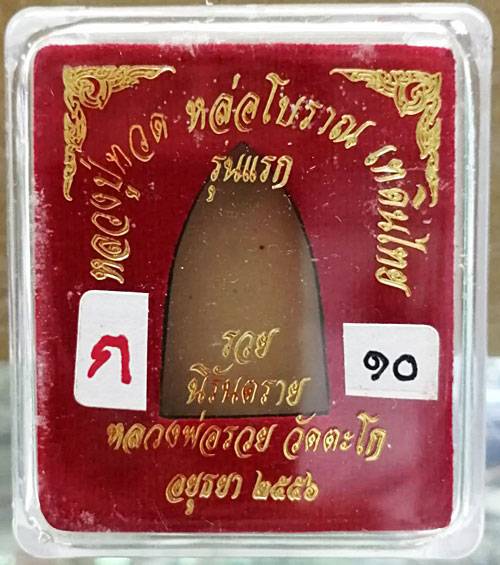 หลวงปู่ทวด หล่อโบราณ เทดินไทย
รุ่นแรก
รวย
นิรันตราย
ก
๑๐
หลวงพ่อรวย วัดตะโก
อยุธยา ๒๕๕๖